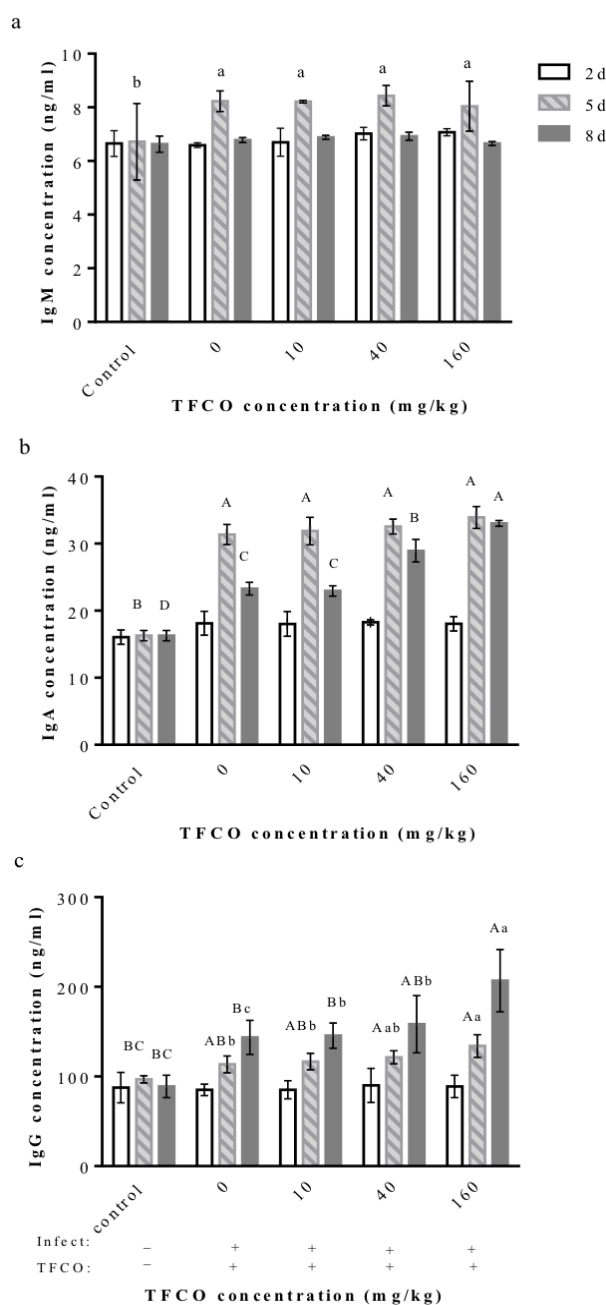 a
IgM concentration (ng/ml)
10
8
6
4
2
0
b
a
a
a
a
2 d
5 d
8 d
Control
0
10
40
160
TFCO concentration (mg/kg)
b
IgA concentration (ng/ml)
40
30
20
10
0
B
D
A
C
A
C
A
B
A
A
Control
0
10
40
160
TFCO concentration (mg/kg)
c
IgG concentration (ng/ml)
300
200
100
0
BC
BC
ABb
Bc
ABb
Bb
Aab
ABb
Aa
Aa
control
0
10
40
160
Infect: − + + + +
TFCO: − + + + +
TFCO concentration (mg/kg)